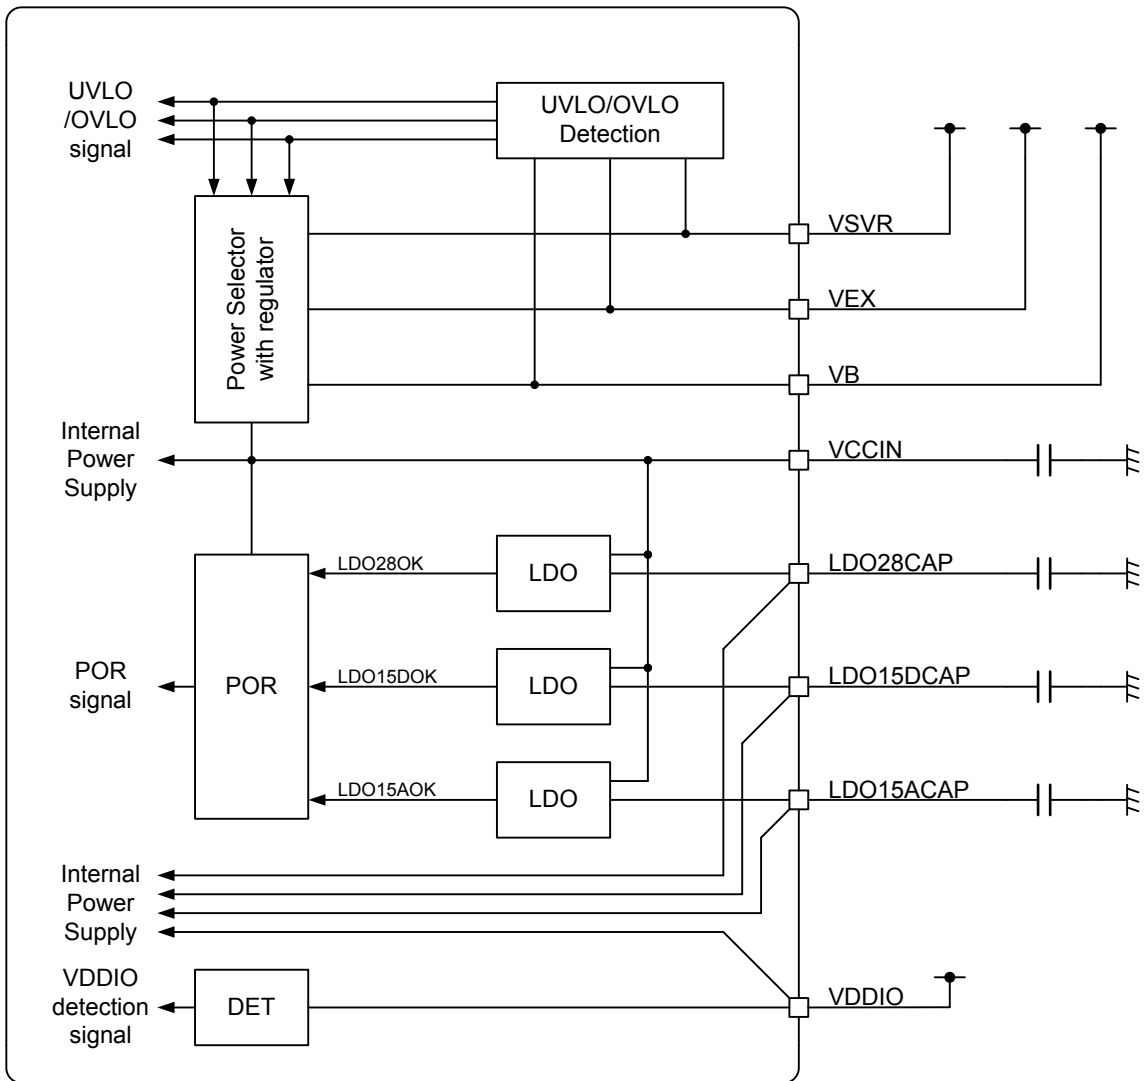 UVLO
/OVLO
signal
UVLO/OVLO
Detection
Power Selector
with regulator
VSVR
VEX
VB
Internal
Power
Supply
VCCIN
LDO28OK
LDO
LDO28CAP
POR
signal
POR
LDO15DOK
LDO
LDO15DCAP
LDO15AOK
LDO
LDO15ACAP
Internal
Power
Supply
VDDIO
detection
signal
DET
VDDIO